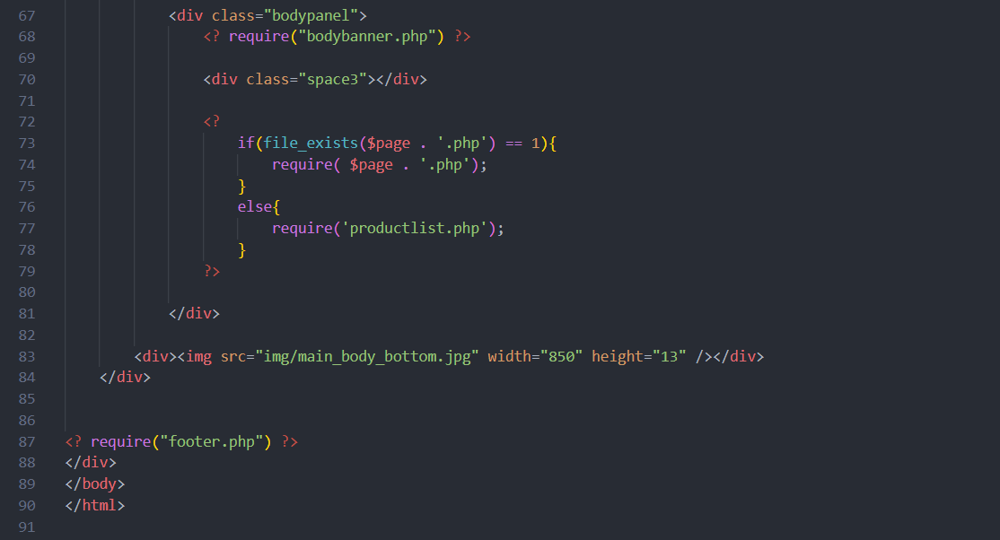 67 <div class="bodypanel">
68 <? require("bodybanner.php") ?>
69
70 <div class="space3"></div>
71
72 <?
73 if(file_exists($page . '.php') == 1){
74 require( $page . '.php');
75 }
76 else{
77 require('productlist.php');
78 }
79 ?>
80
81 </div>
82
83 <div><img src="img/main_body_bottom.jpg" width="850" height="13" /></div>
84 </div>
85
86
87 <? require("footer.php") ?>
88 </div>
89 </body>
90 </html>
91